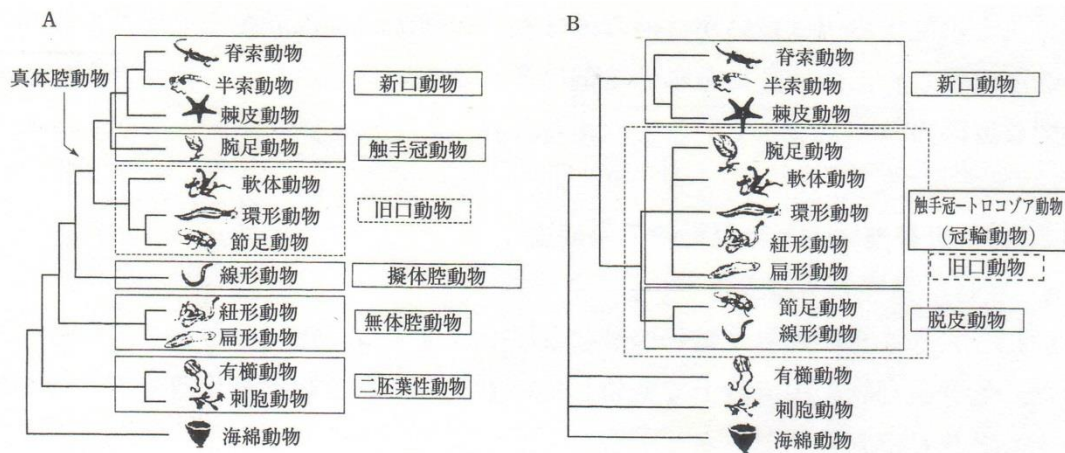 A
真体腔動物
脊索動物
半索動物
棘皮動物
新口動物
腕足動物
触手冠動物
軟体動物
環形動物
節足動物
旧口動物
線形動物
擬体腔動物
紐形動物
扁形動物
無体腔動物
有櫛動物
刺胞動物
二胚葉性動物
海綿動物
B
脊索動物
半索動物
棘皮動物
新口動物
腕足動物
軟体動物
環形動物
紐形動物
扁形動物
触手冠ートロコゾア動物
(冠輪動物)
旧口動物
節足動物
線形動物
脱皮動物
有櫛動物
刺胞動物
海綿動物